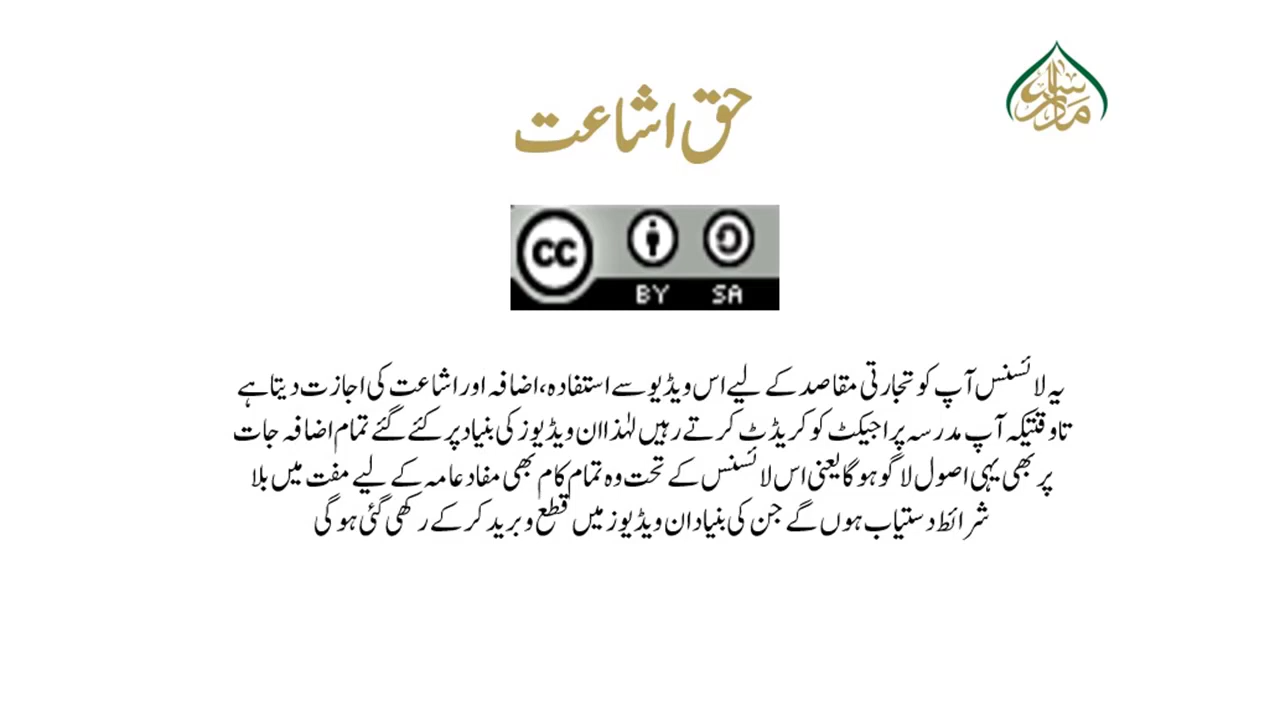 مدرسہ
حق اشاعت
CC
BY SA
یہ لائسنس آپ کو تجارتی مقاصد کے لیے اس ویڈیو سے استفادہ، اضافہ اور اشاعت کی اجازت دیتا ہے
تاوقتیکہ آپ مدرسہ پراجیکٹ کو کریڈٹ کرتے رہیں لہٰذا ان ویڈیوز کی بنیاد پر کئے گئے تمام اضافہ جات
پر بھی یہی اصول لاگو ہوگا یعنی اس لائسنس کے تحت وہ تمام کام بھی مفاد عامہ کے لیے مفت میں بلا
شرائط دستیاب ہوں گے جن کی بنیاد ان ویڈیوز میں قطع و برید کرکے رکھی گئی ہوگی